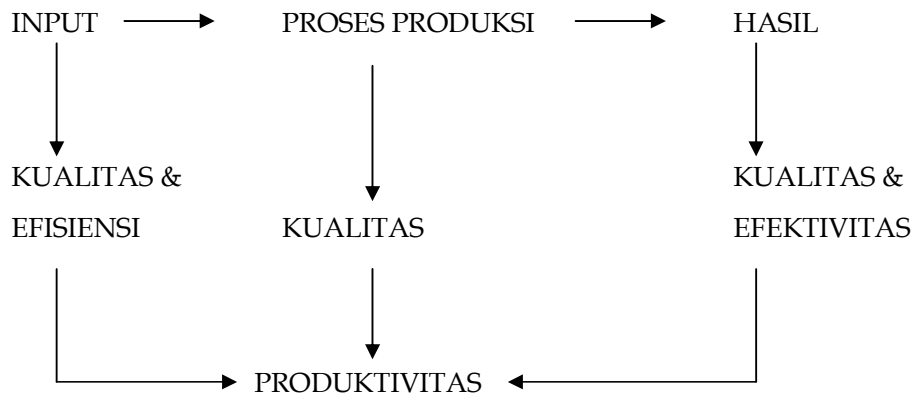 INPUT PROSES PRODUKSI HASIL
KUALITAS & KUALITAS &
EFISIENSI KUALITAS EFEKTIVITAS
PRODUKTIVITAS